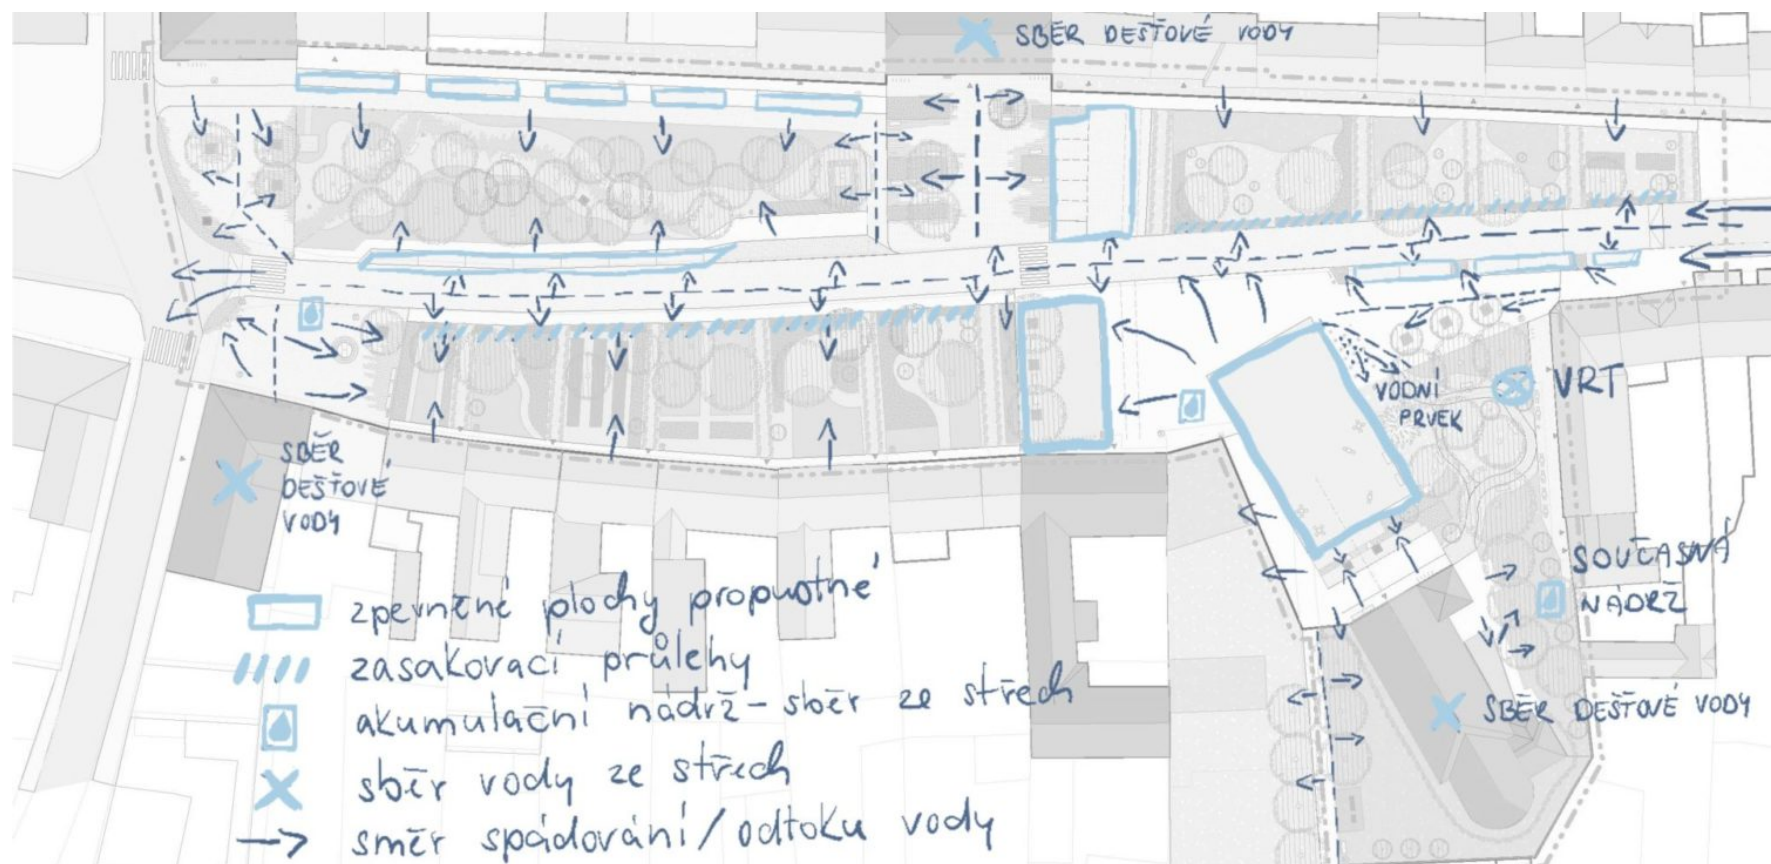 SBĚR DEŠŤOVÉ VODY
VODNÍ
PRVEK
VRT
SBĚR
DEŠŤOVÉ
VODY
SOUČASNÁ
NÁDRŽ
SBĚR DEŠŤOVÉ VODY
zpevněné plochy propustné
zasakovací průlehy
akumulační nádrž - sběr ze střech
sběr vody ze střech
směr spádování/odtoku vody